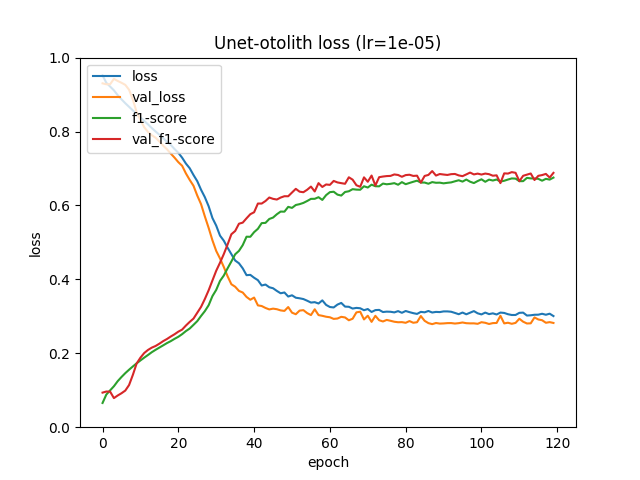 Unet-otolith loss (lr=1e-05)
1.0
0.8
0.6
0.4
0.2
0.0
loss
loss
val_loss
f1-score
val_f1-score
0 20 40 60 80 100 120
epoch